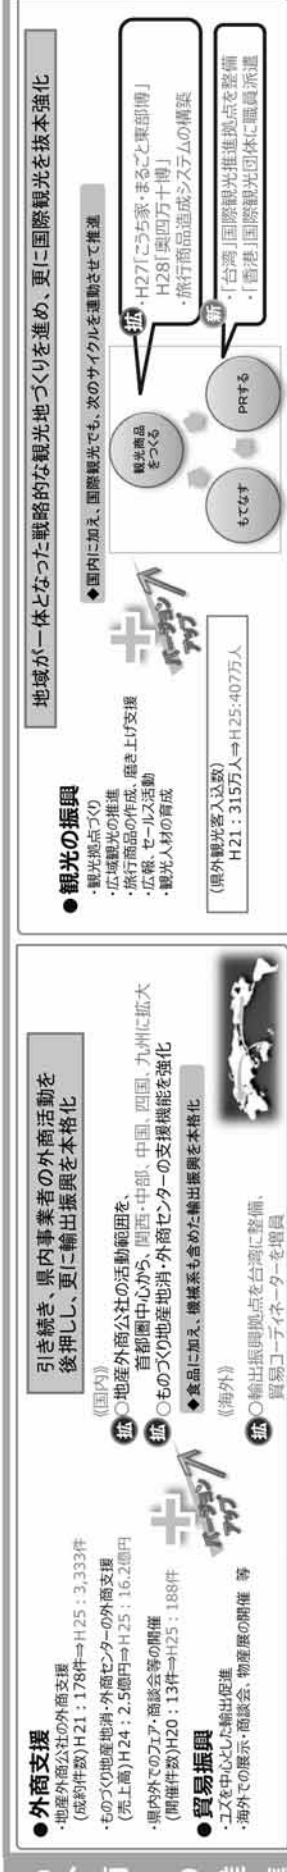 ●外商支援
・地産外商公社の外商支援
(成約件数)H21：178件⇒H25：3,333件
・ものづくり地産地消・外商センターの外商支援
(売上高)H24：2.5億円⇒H25：16.2億円
・県内外でのフェア・商談会等の開催
(開催件数)H20：13件⇒H25：188件
●貿易振興
・ユズを中心とした輸出促進
・海外での展示・商談会、物産展の開催　等
バージョン
アップ
引き続き、県内事業者の外商活動を
後押しし、更に輸出振興を本格化
《国内》
拡○地産外商公社の活動範囲を、
首都圏中心から、関西・中部、中国、四国、九州に拡大
拡○ものづくり地産地消・外商センターの支援機能を強化
◆食品に加え、機械系も含めた輸出振興を本格化
《海外》
拡○輸出振興拠点を台湾に整備、
貿易コーディネーターを増員
地域が一体となった戦略的な観光地づくりを進め、更に国際観光を抜本強化
●観光の振興
・観光拠点づくり
・広域観光の推進
・旅行商品の作成、磨き上げ支援
・広報、セールス活動
・観光人材の育成
(県外観光客入込数)
H21：315万人⇒H25:407万人
バージョン
アップ
◆国内に加え、国際観光でも、次のサイクルを連動させて推進
観光商品
をつくる
もてなす
PRする
拡
・H27「こうち家・まるごと東部博」
H28「奥四万十博」
・旅行商品造成システムの構築
新
・「台湾」国際観光推進拠点を整備
・「香港」国際観光団体に職員派遣